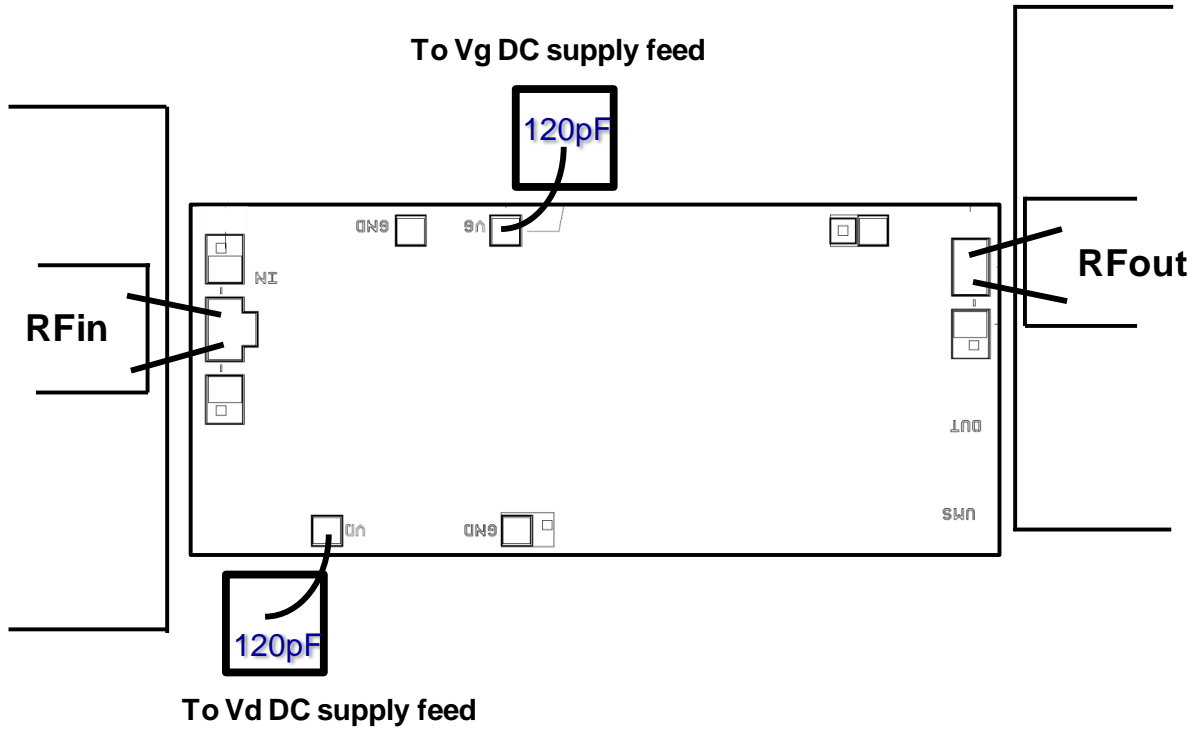 To Vg DC supply feed
120pF
GND
VG
IN
RFin
RFout
OUT
UMS
VD
GND
120pF
To Vd DC supply feed